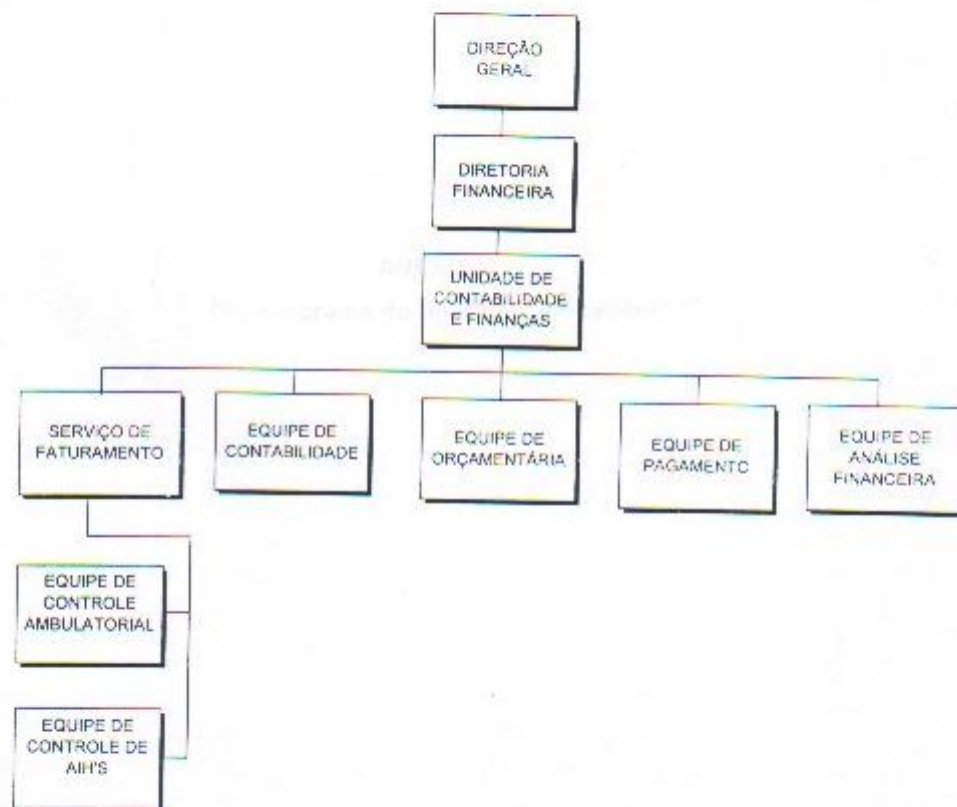 DIREÇÃO
GERAL
DIRETORIA
FINANCEIRA
UNIDADE DE
CONTABILIDADE
E FINANÇAS
SERVIÇO DE
FATURAMENTO
EQUIPE DE
CONTABILIDADE
EQUIPE DE
ORÇAMENTÁRIA
EQUIPE DE
PAGAMENTO
EQUIPE DE
ANÁLISE
FINANCEIRA
EQUIPE DE
CONTROLE
AMBULATORIAL
EQUIPE DE
CONTROLE DE
AIH'S